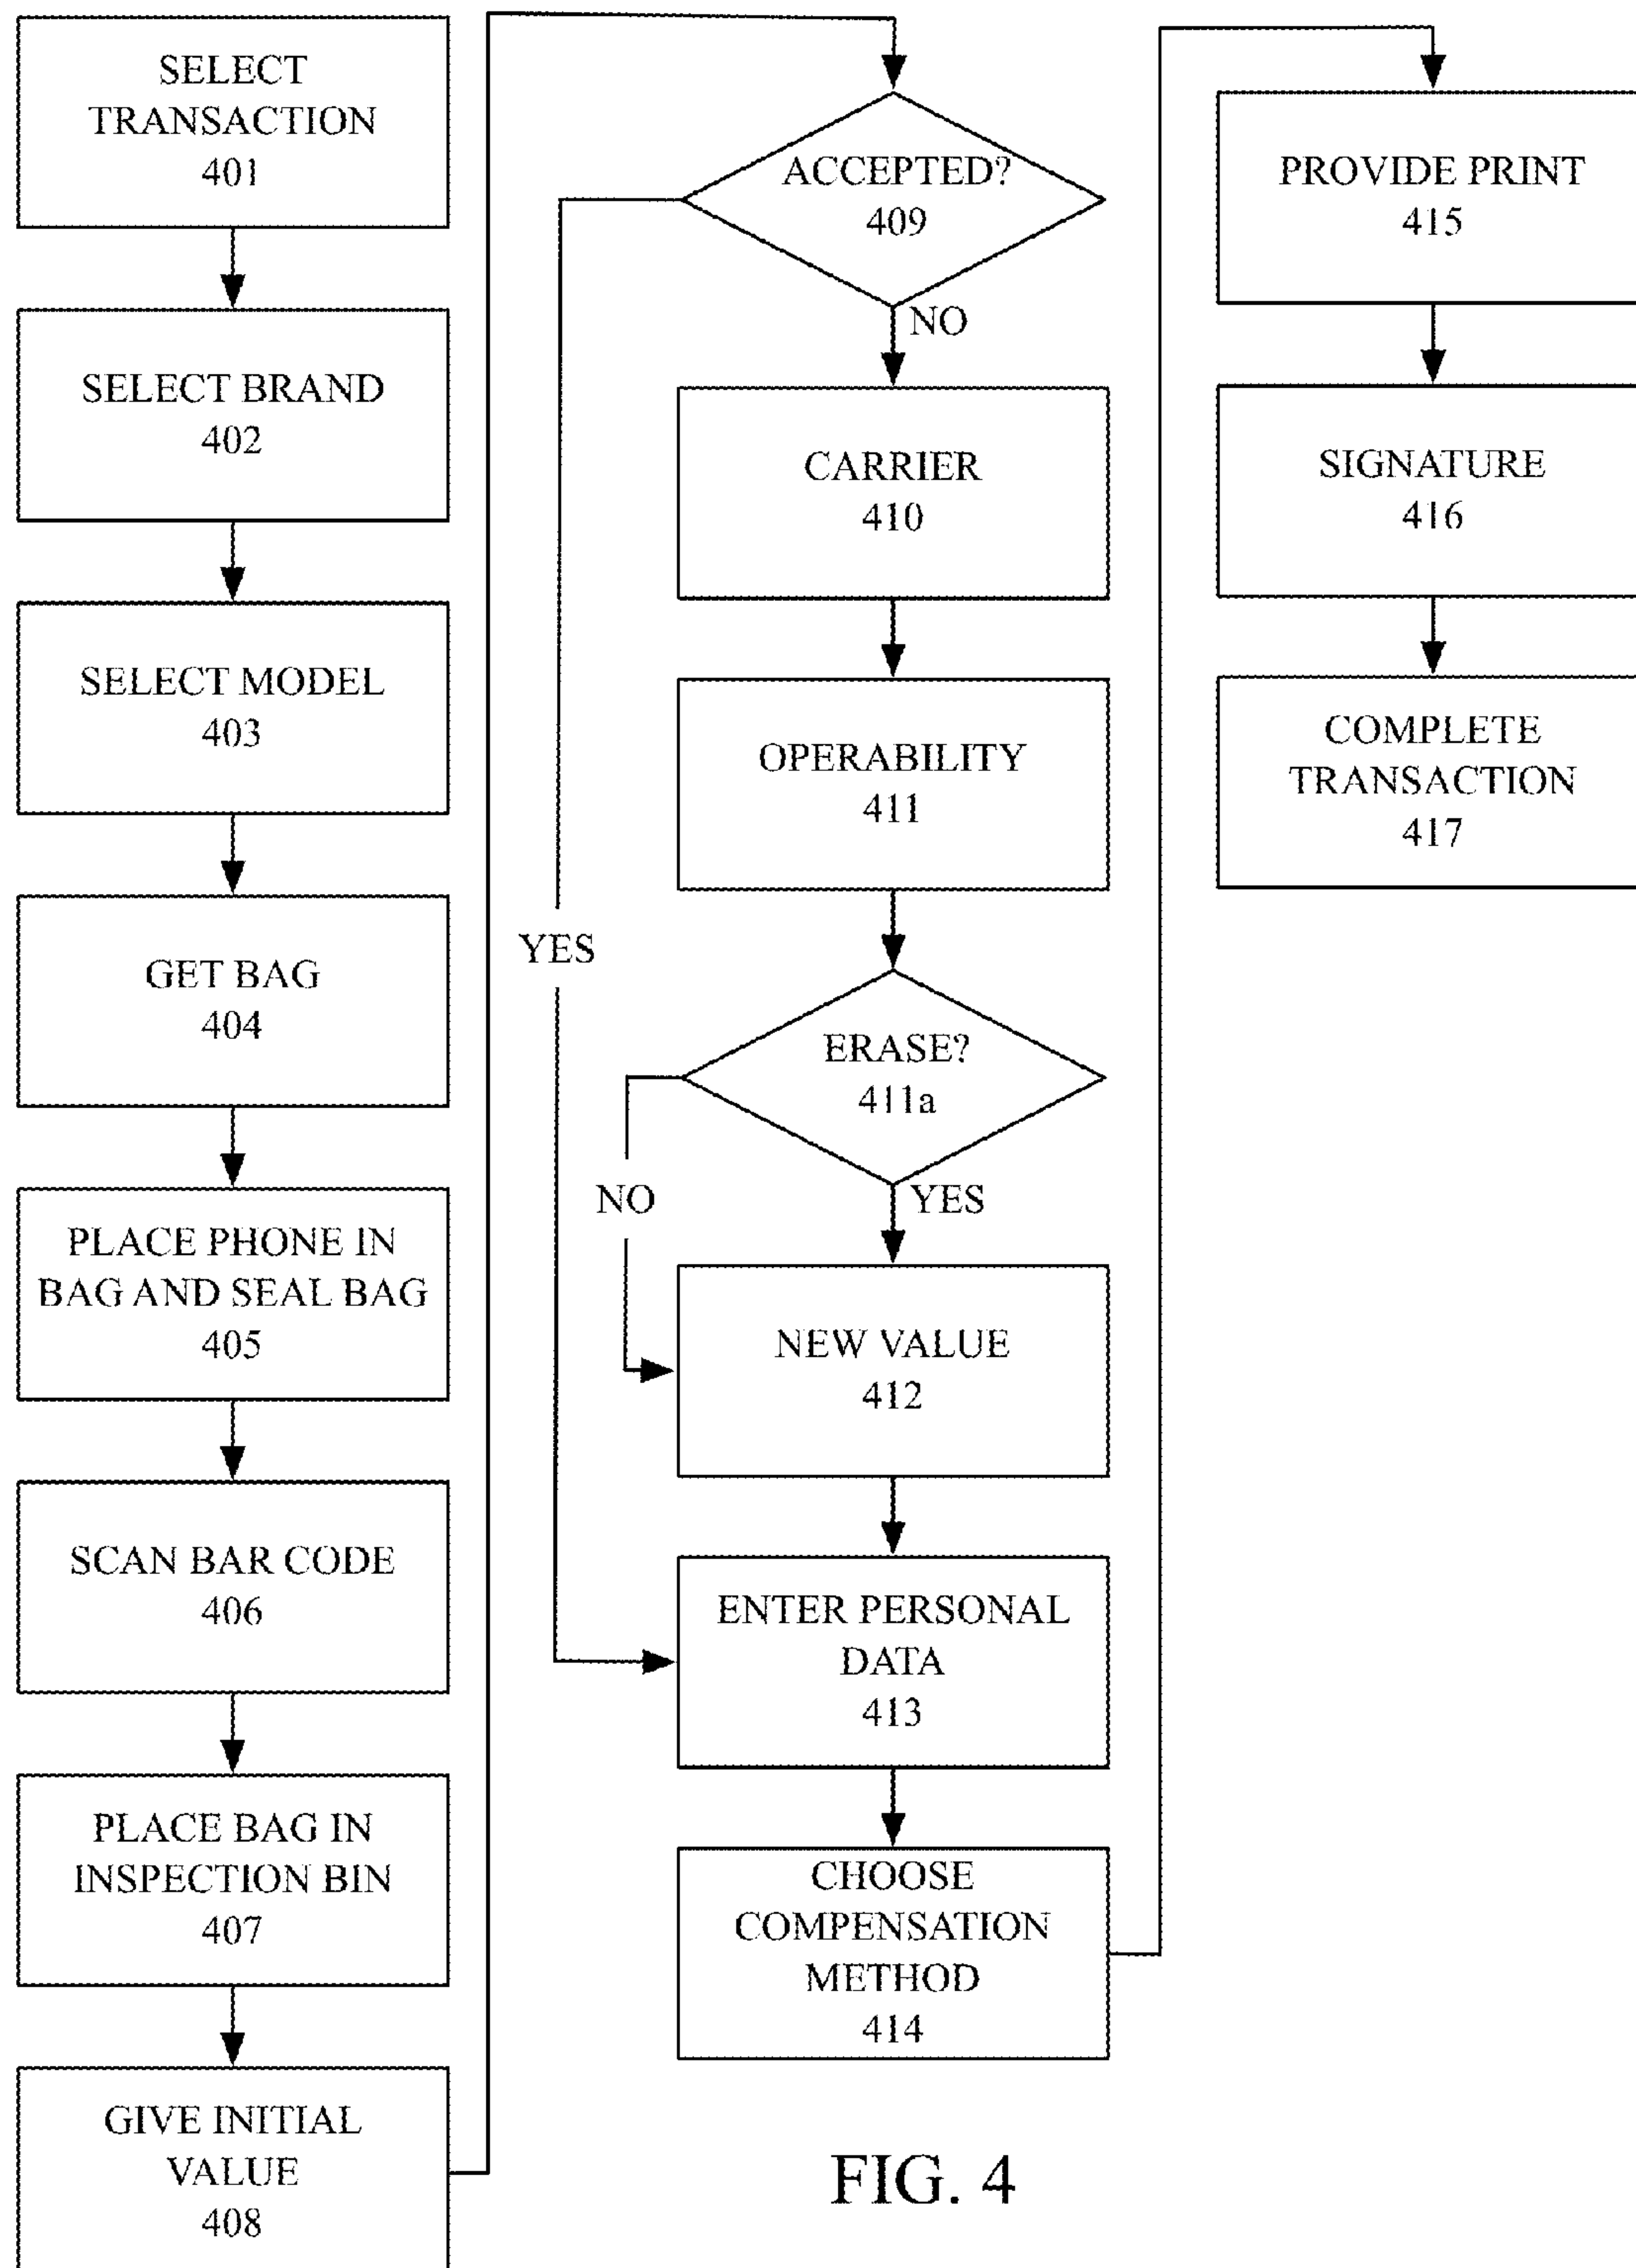 SELECT
TRANSACTION
401
SELECT BRAND
402
SELECT MODEL
403
GET BAG
404
PLACE PHONE IN
BAG AND SEAL BAG
405
SCAN BAR CODE
406
PLACE BAG IN
INSPECTION BIN
407
GIVE INITIAL
VALUE
408
ACCEPTED?
409
NO
YES
CARRIER
410
OPERABILITY
411
ERASE?
411a
NO
YES
NEW VALUE
412
ENTER PERSONAL
DATA
413
CHOOSE
COMPENSATION
METHOD
414
PROVIDE PRINT
415
SIGNATURE
416
COMPLETE
TRANSACTION
417
FIG. 4